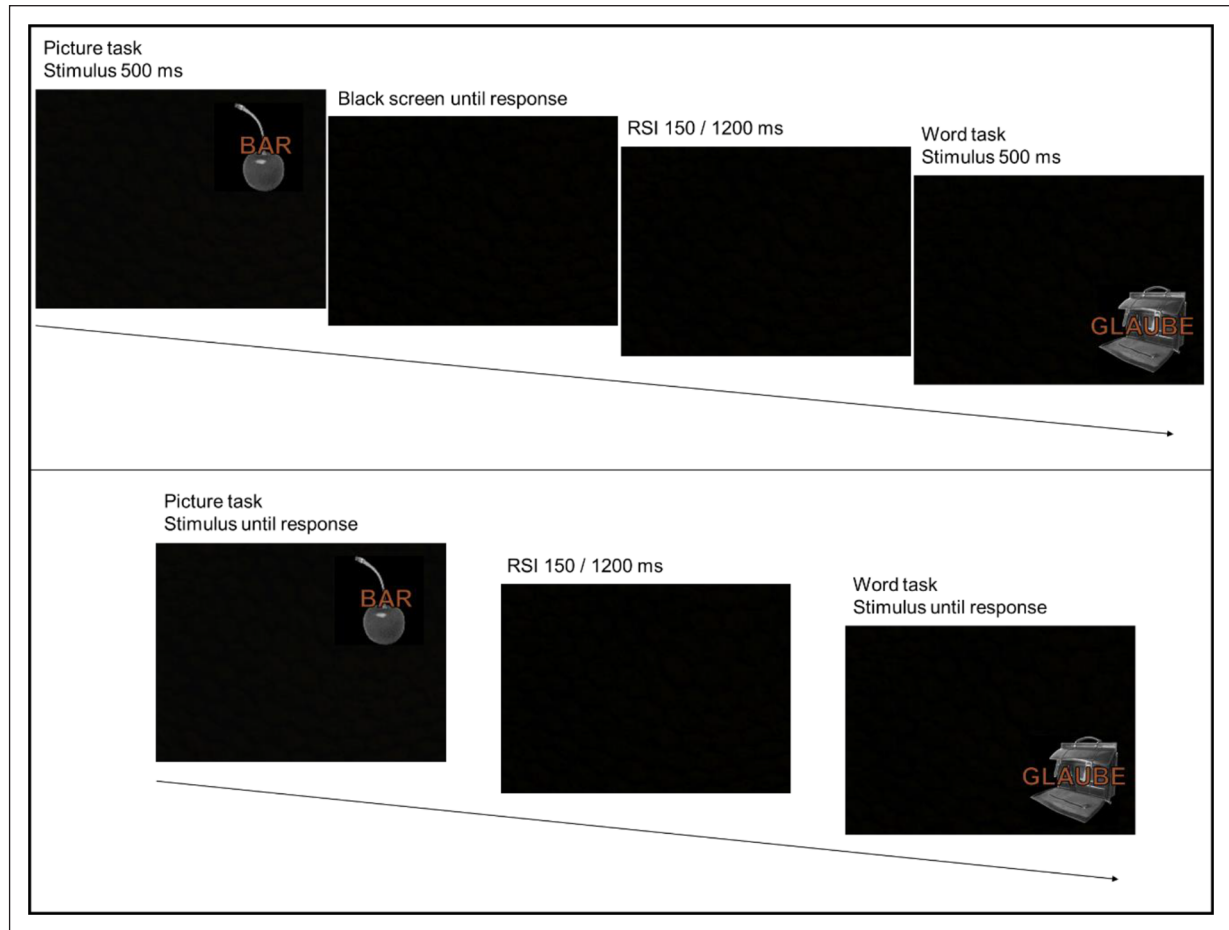 Picture task
Stimulus 500 ms
BAR
Black screen until response
RSI 150 / 1200 ms
Word task
Stimulus 500 ms
GLAUBE
Picture task
Stimulus until response
BAR
RSI 150 / 1200 ms
Word task
Stimulus until response
GLAUBE